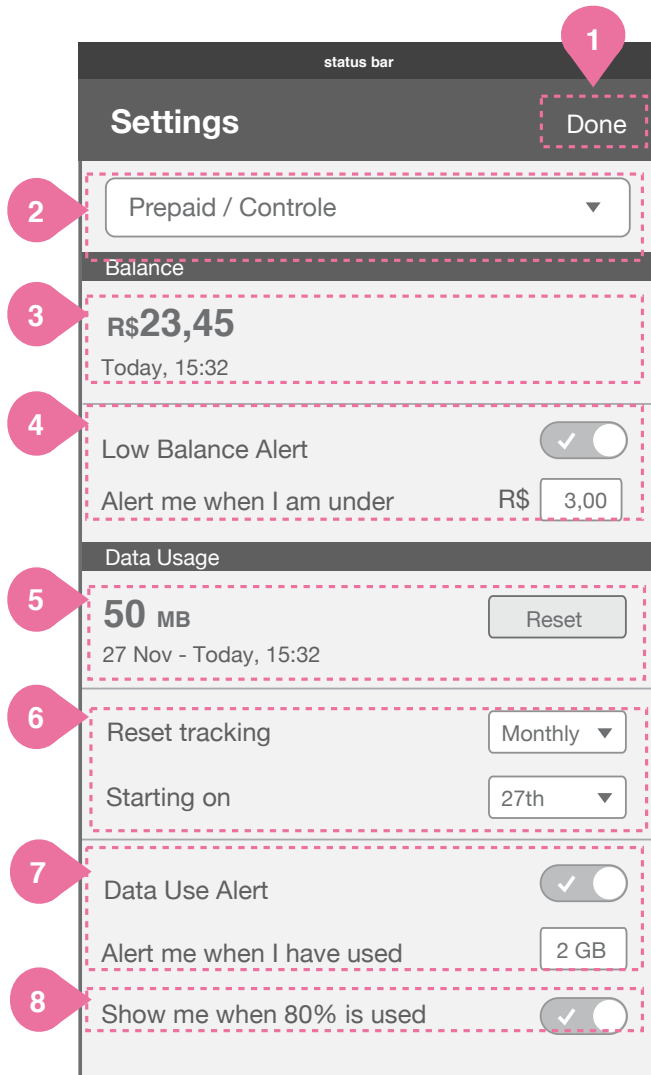 1
status bar
Settings
Done
2
Prepaid / Controle
Balance
3
R$23,45
Today, 15:32
4
Low Balance Alert
Alert me when I am under R$ 3,00
Data Usage
5
50 MB
Reset
27 Nov - Today, 15:32
6
Reset tracking Monthly
Starting on 27th
7
Data Use Alert
Alert me when I have used 2 GB
8
Show me when 80% is used